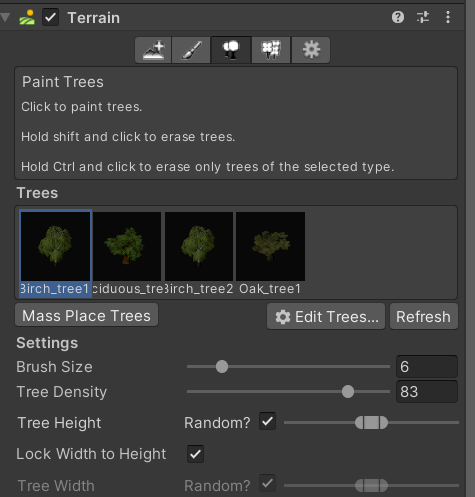 Terrain
Paint Trees
Click to paint trees.
Hold shift and click to erase trees.
Hold Ctrl and click to erase only trees of the selected type.
Trees
Birch_tree1 ciduous_tre Birch_tree2 Oak_tree1
Mass Place Trees Edit Trees... Refresh
Settings
Brush Size 6
Tree Density 83
Tree Height Random?
Lock Width to Height
Tree Width Random?